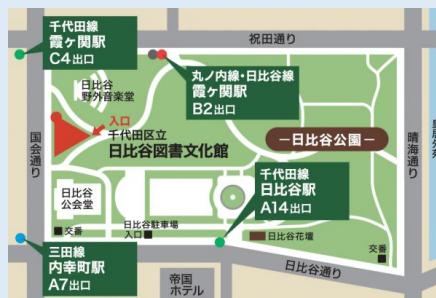 千代田線
霞ヶ関駅
C4出口
祝田通り
丸ノ内線・日比谷線
霞ヶ関駅
B2出口
日比谷
野外音楽堂
入口
千代田区立
日比谷図書文化館
国会通り
日比谷公園
晴海通り
千代田線
日比谷駅
A14出口
日比谷
公会堂
日比谷駐車場
入口
交番
三田線
内幸町駅
A7出口
日比谷花壇
交番
日比谷通り
帝国
ホテル